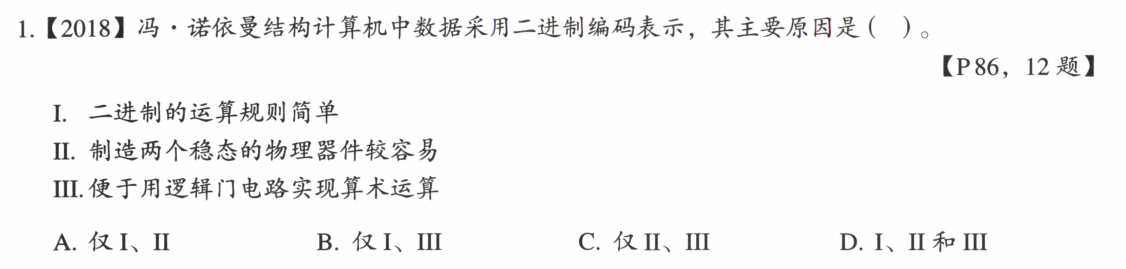 1.【2018】冯·诺依曼结构计算机中数据采用二进制编码表示，其主要原因是（ ）。
【P86，12题】
I. 二进制的运算规则简单
II. 制造两个稳态的物理器件较容易
III.便于用逻辑门电路实现算术运算
A. 仅 I、II B. 仅 I、III C. 仅 II、III D. I、II 和 III